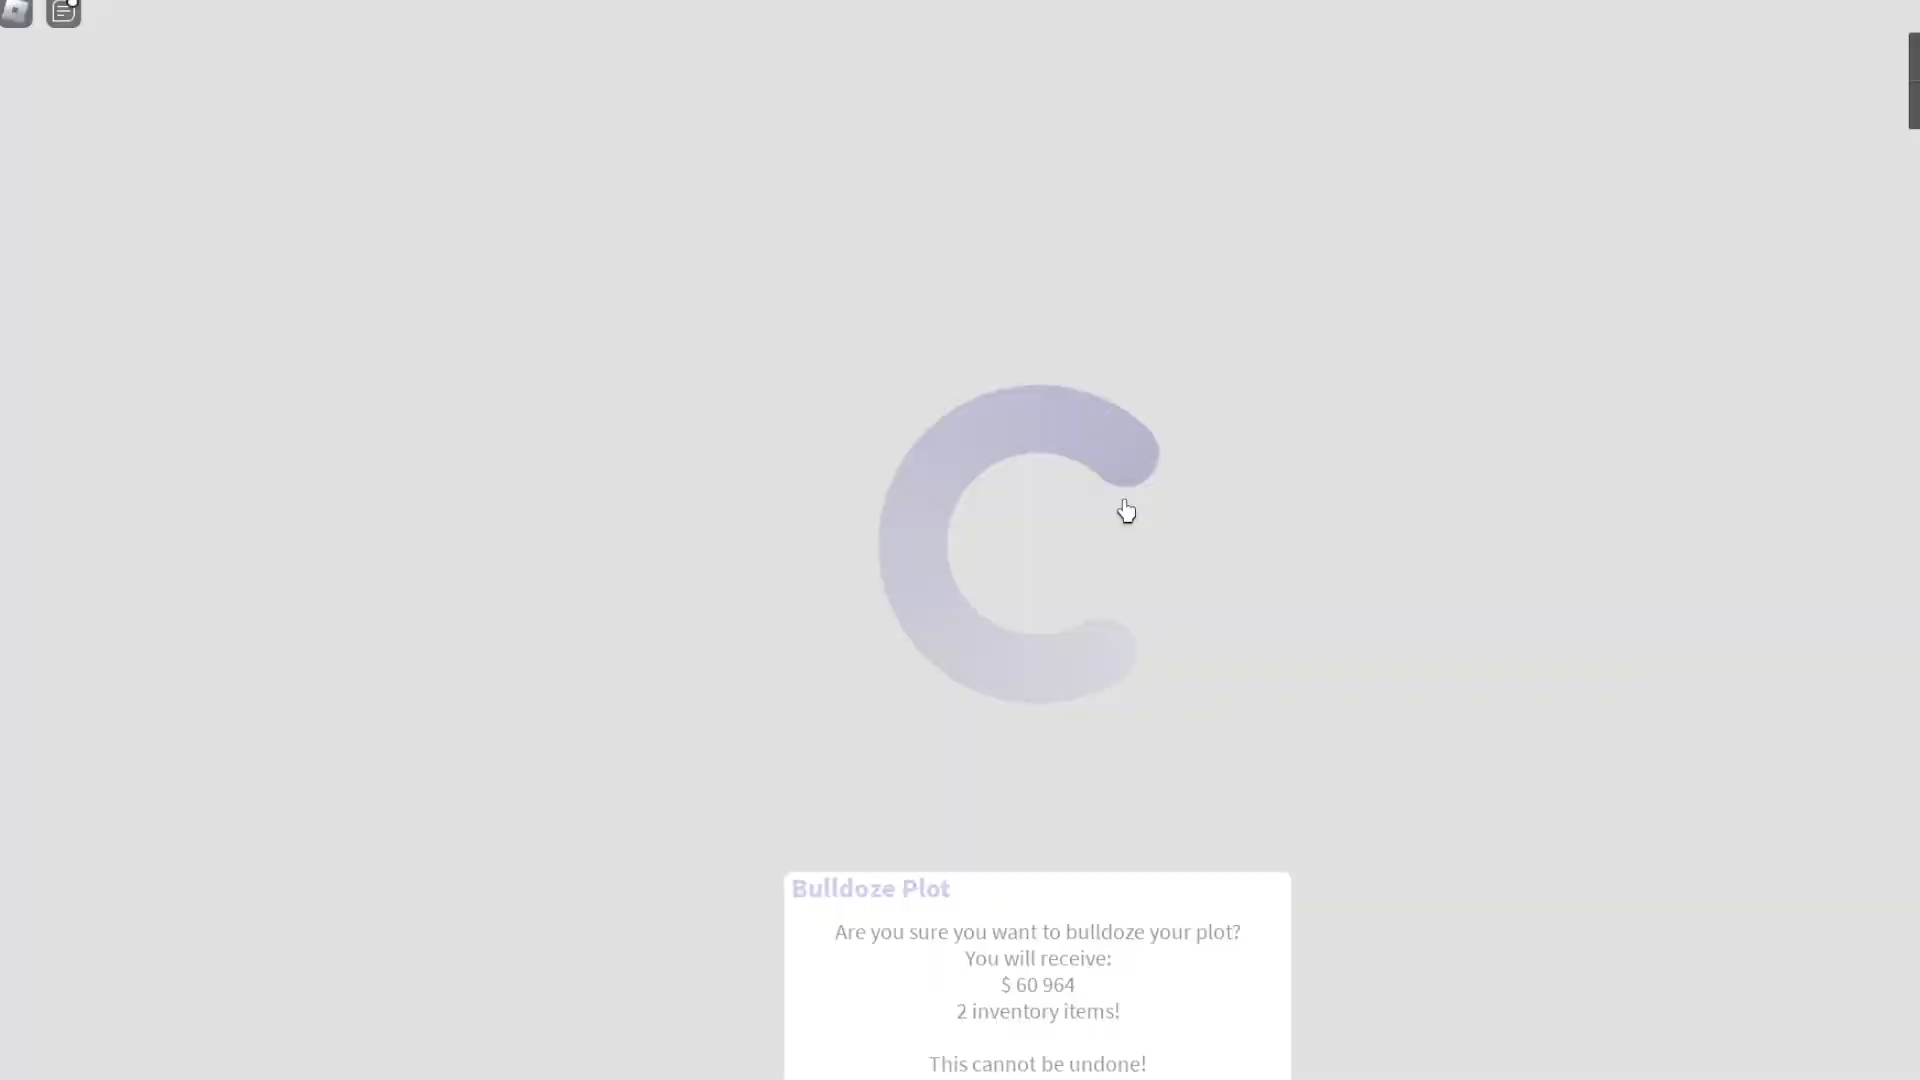 Bulldoze Plot
Are you sure you want to bulldoze your plot?
You will receive:
$ 60 964
2 inventory items!
This cannot be undone!